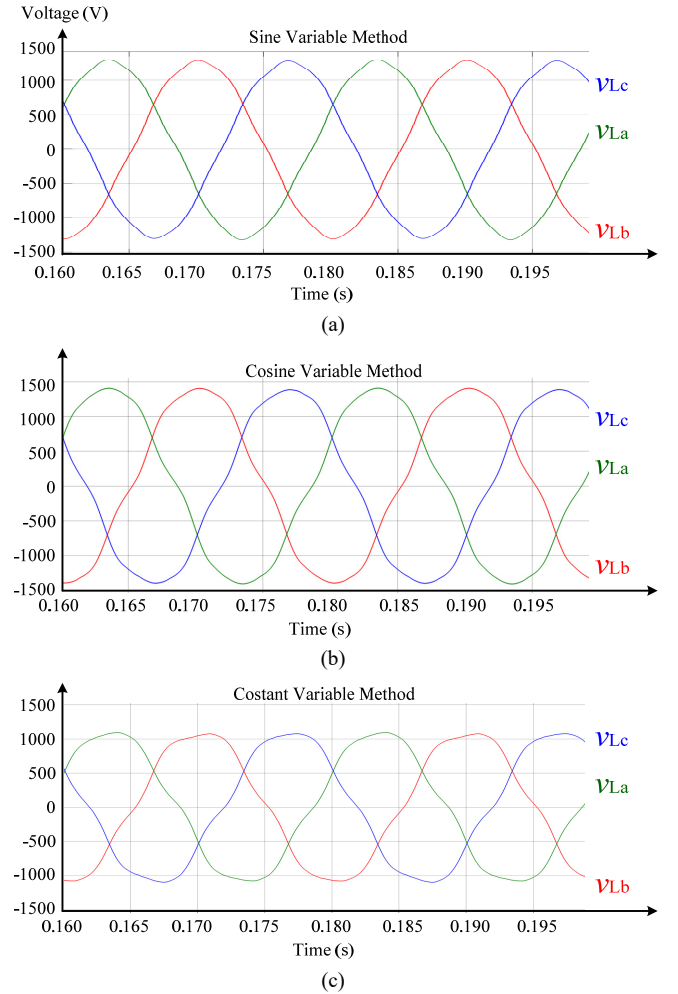 Voltage (V)
Sine Variable Method
1500
1000
500
0
-500
-1000
-1500
vLc
vLa
vLb
0.160 0.165 0.170 0.175 0.180 0.185 0.190 0.195
Time (s)
(a)
Cosine Variable Method
1500
1000
500
0
-500
-1000
-1500
vLc
vLa
vLb
0.160 0.165 0.170 0.175 0.180 0.185 0.190 0.195
Time (s)
(b)
Costant Variable Method
1500
1000
500
0
-500
-1000
-1500
vLc
vLa
vLb
0.160 0.165 0.170 0.175 0.180 0.185 0.190 0.195
Time (s)
(c)